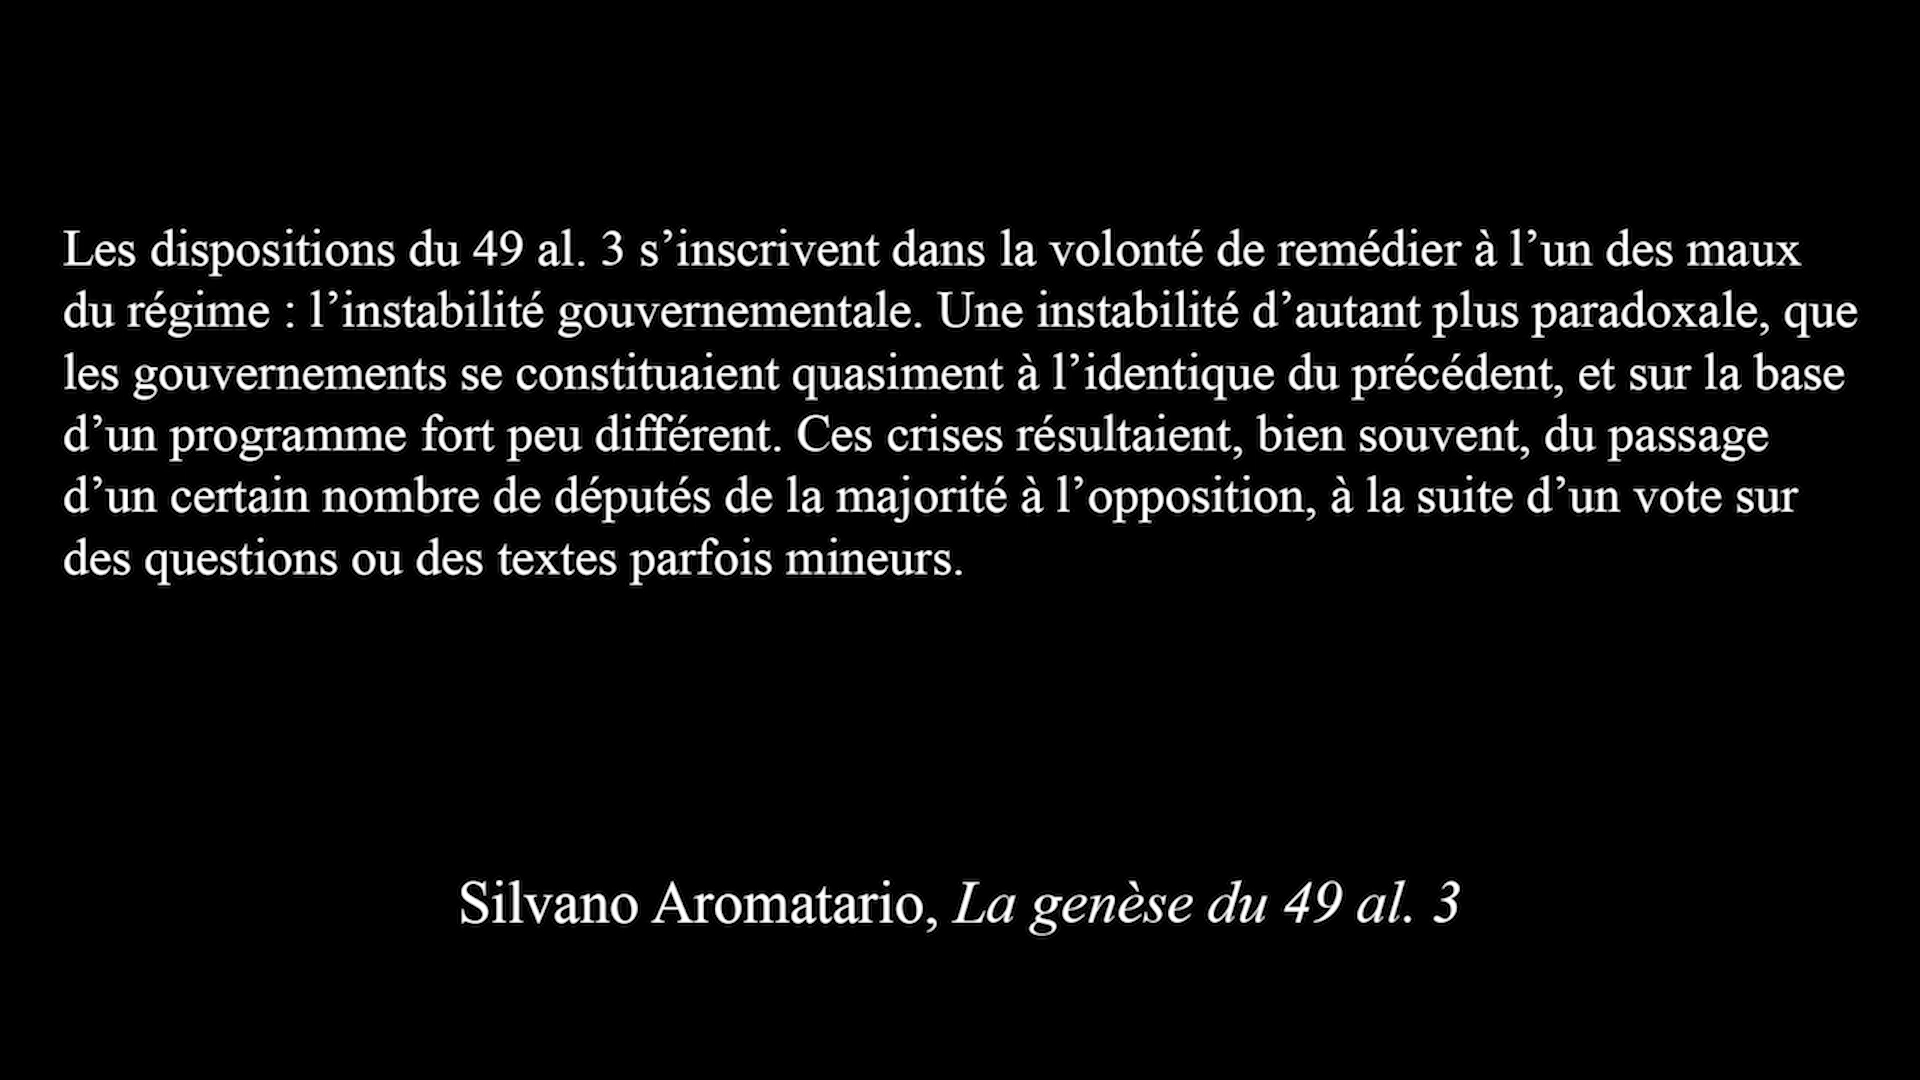 Les dispositions du 49 al. 3 s’inscrivent dans la volonté de remédier à l’un des maux
du régime : l’instabilité gouvernementale. Une instabilité d’autant plus paradoxale, que
les gouvernements se constituaient quasiment à l’identique du précédent, et sur la base
d’un programme fort peu différent. Ces crises résultaient, bien souvent, du passage
d’un certain nombre de députés de la majorité à l’opposition, à la suite d’un vote sur
des questions ou des textes parfois mineurs.
Silvano Aromatario, La genèse du 49 al. 3